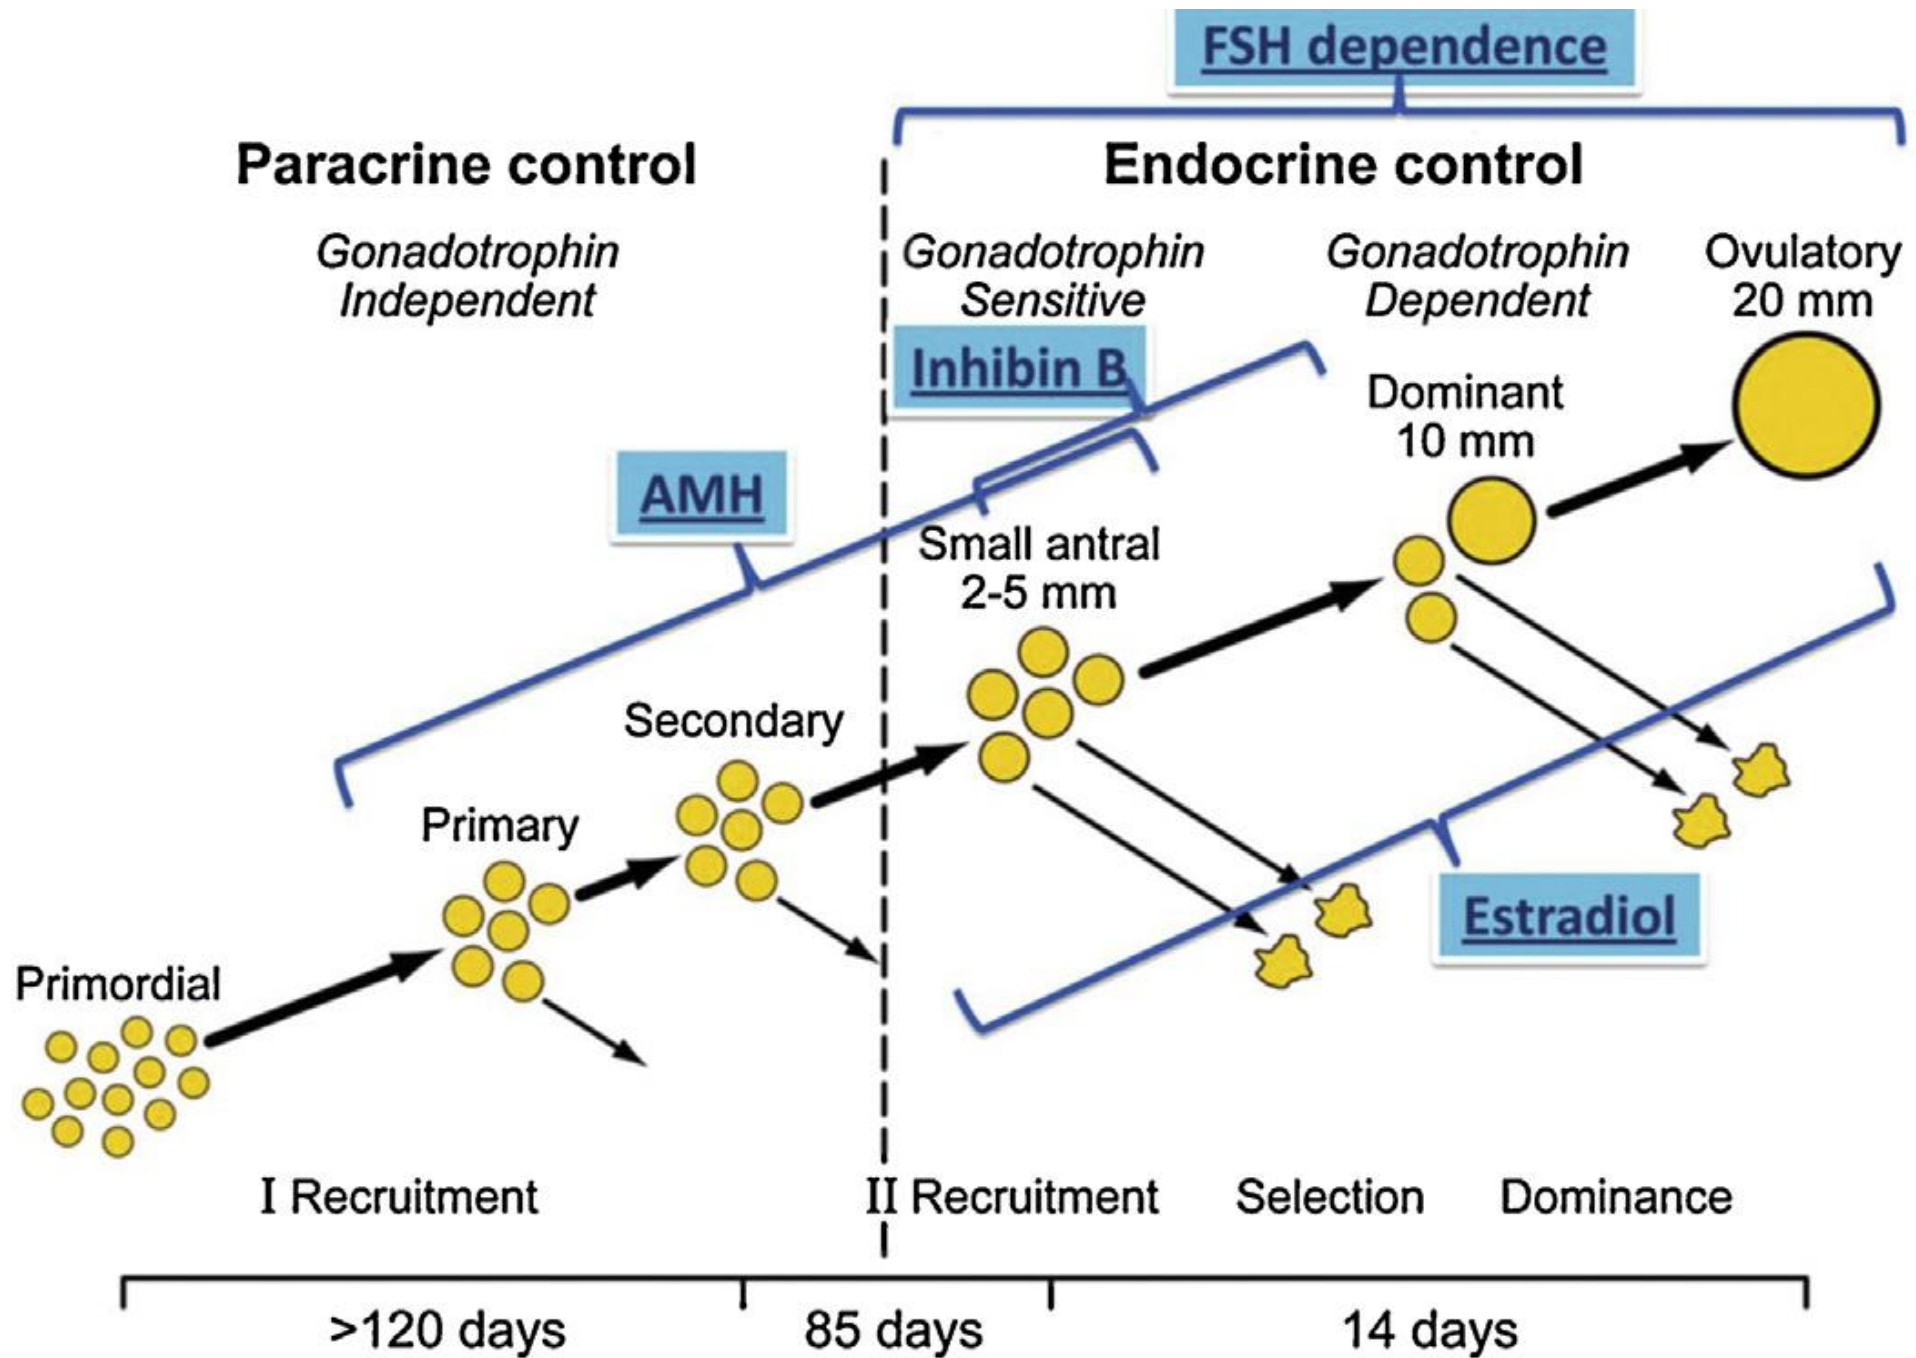 FSH dependence
Paracrine control
Endocrine control
Gonadotrophin
Independent
Gonadotrophin
Sensitive
Gonadotrophin
Dependent
Ovulatory
20 mm
Inhibin B
Dominant
10 mm
AMH
Small antral
2-5 mm
Secondary
Primary
Estradiol
Primordial
I Recruitment
II Recruitment
Selection
Dominance
>120 days
85 days
14 days